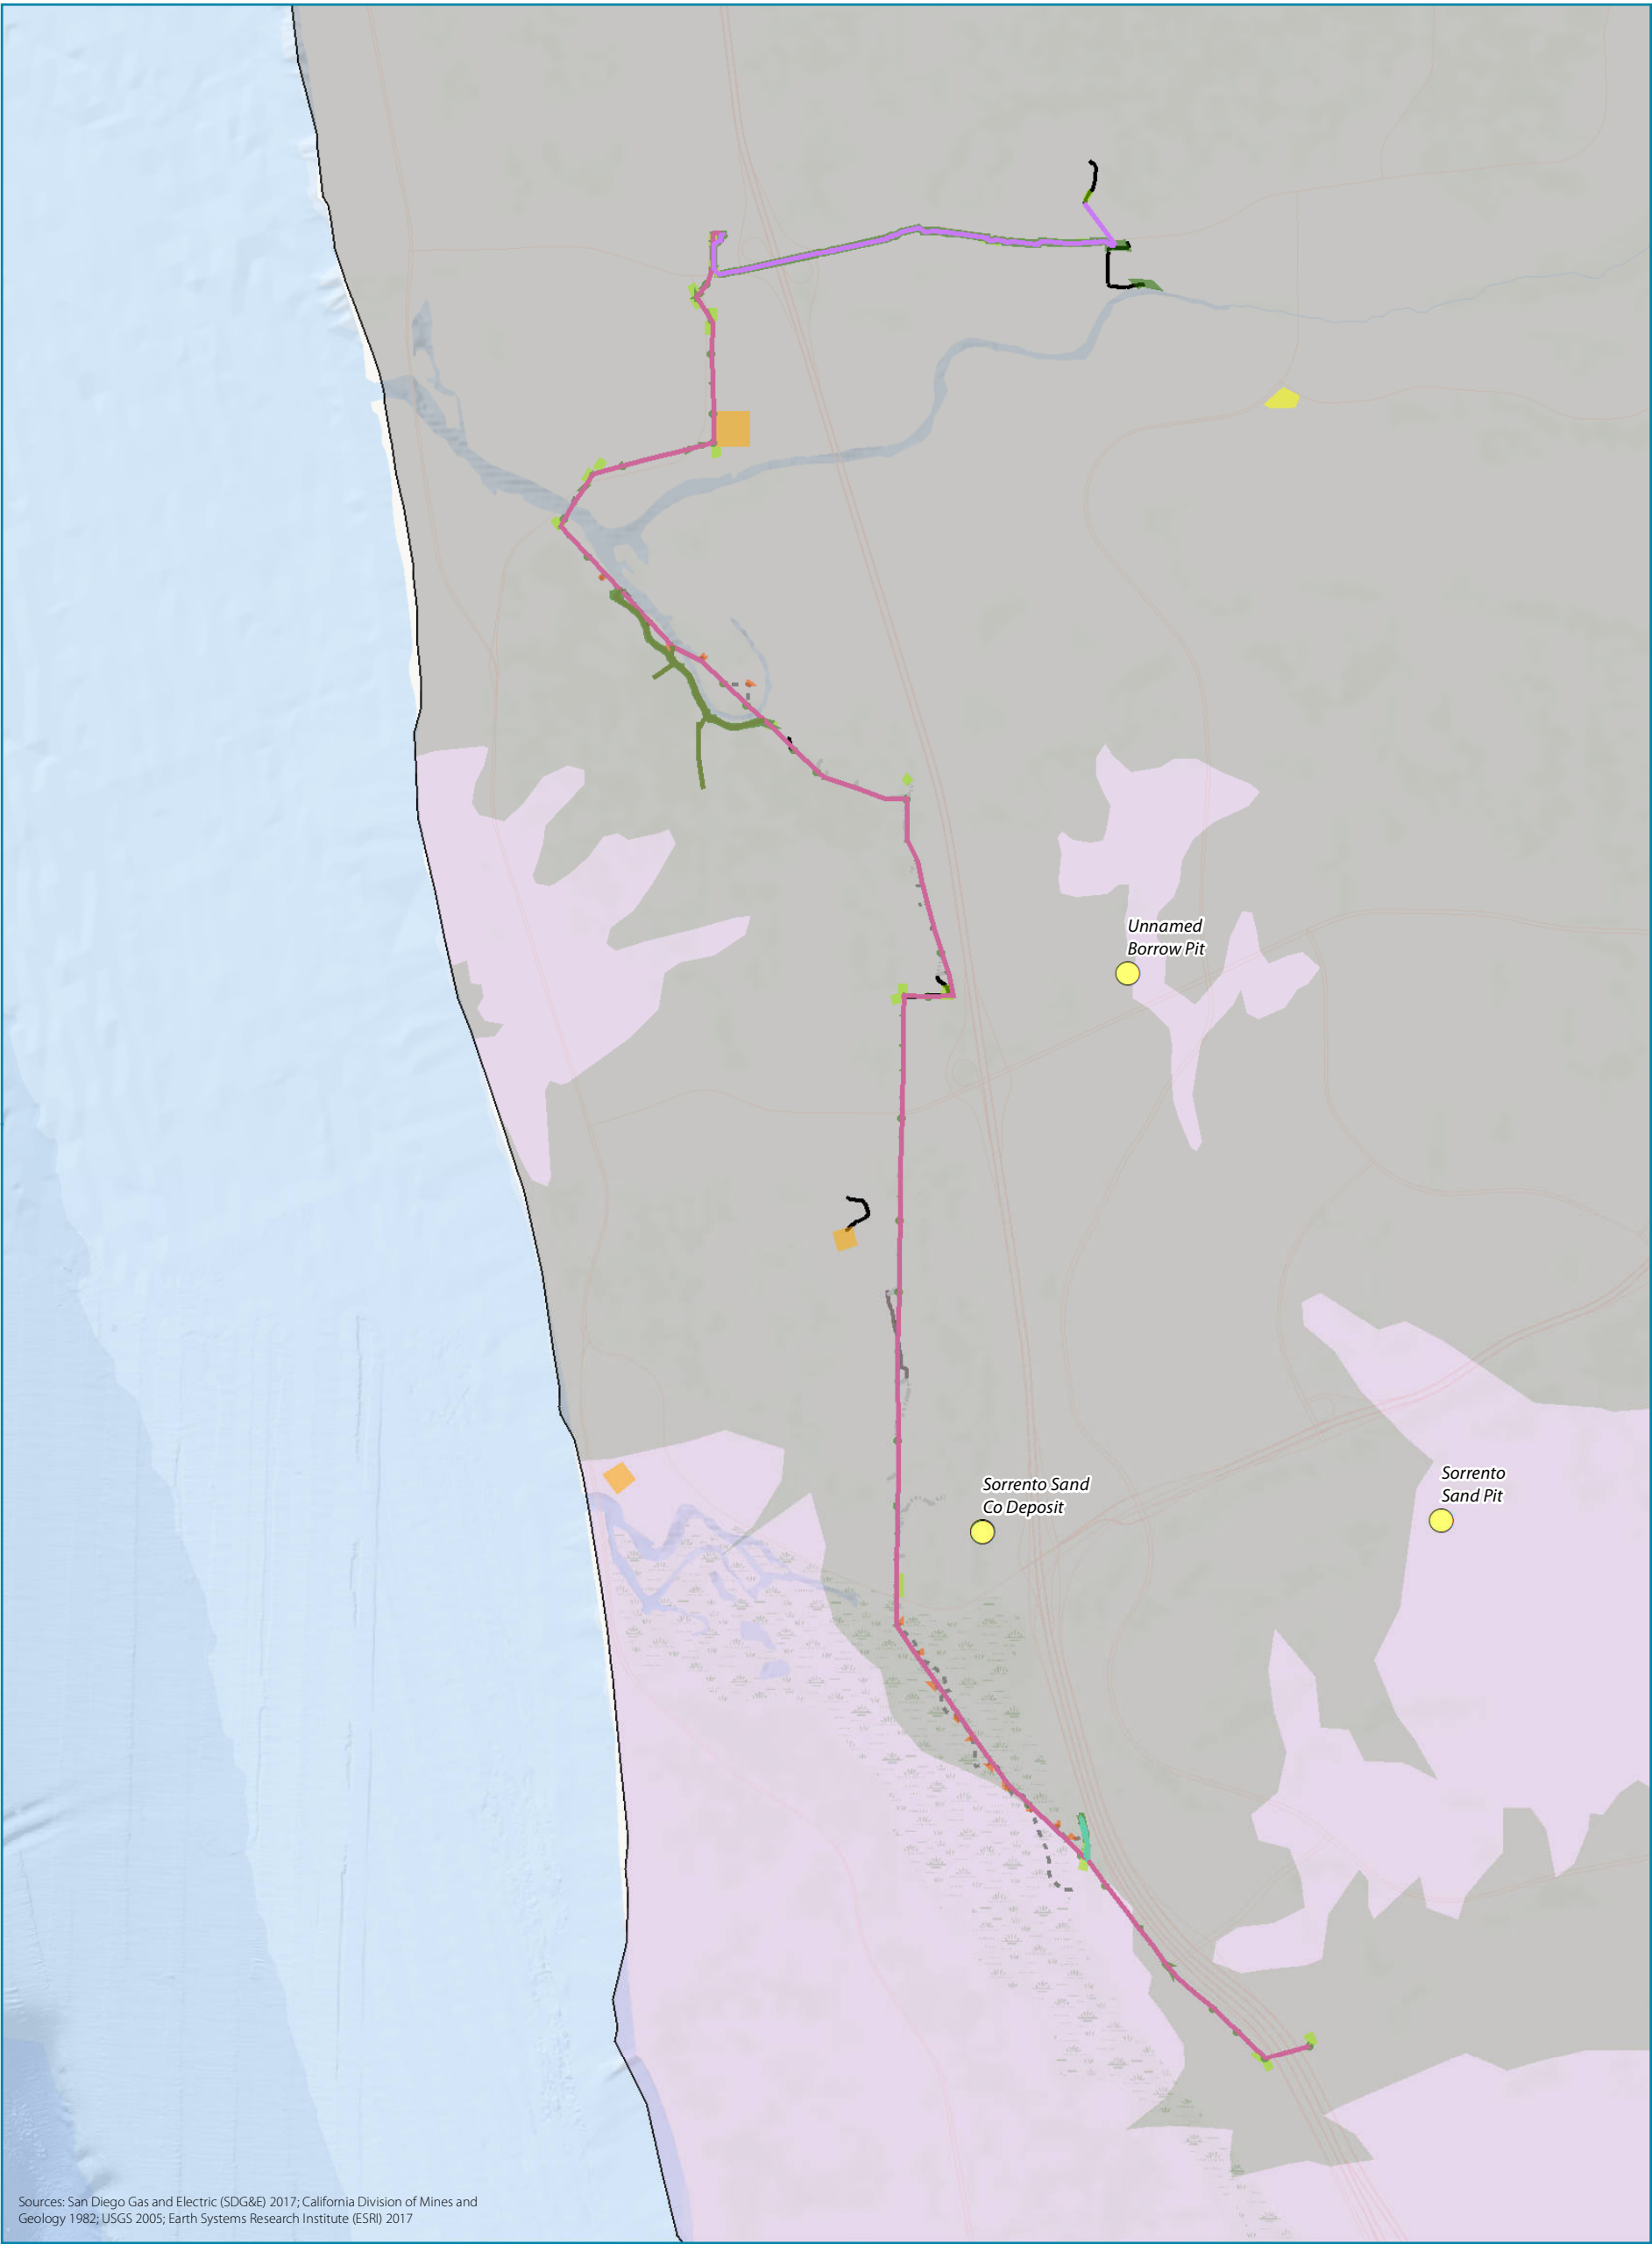 Unnamed
Borrow Pit
Sorrento Sand
Co Deposit
Sorrento
Sand Pit
Sources: San Diego Gas and Electric (SDG&E) 2017; California Division of Mines and
Geology 1982; USGS 2005; Earth Systems Research Institute (ESRI) 2017